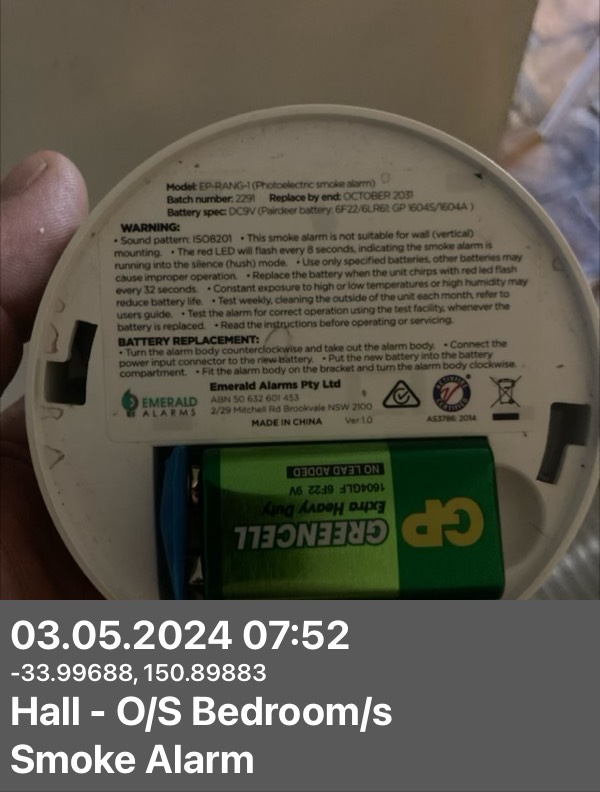 Model: EP-RANG-1 (Photoelectric smoke alarm)
Batch number: 2291 Replace by end: OCTOBER 2031
Battery spec: DC9V (Pairdeer battery: 6F22/6LR61; GP 1604S/1604A )
WARNING:
• Sound pattern: ISO8201 • This smoke alarm is not suitable for wall (vertical)
mounting. • The red LED will flash every 8 seconds, indicating the smoke alarm is
running into the silence (hush) mode. • Use only specified batteries, other batteries may
cause improper operation. • Replace the battery when the unit chirps with red led flash
every 32 seconds. • Constant exposure to high or low temperatures or high humidity may
reduce battery life. • Test weekly, cleaning the outside of the unit each month, refer to
users guide. • Test the alarm for correct operation using the test facility, whenever the
battery is replaced. • Read the instructions before operating or servicing.
BATTERY REPLACEMENT:
• Turn the alarm body counterclockwise and take out the alarm body. • Connect the
power input connector to the new battery. • Put the new battery into the battery
compartment. • Fit the alarm body on the bracket and turn the alarm body clockwise.
EMERALD
ALARMS
Emerald Alarms Pty Ltd
ABN 50 632 601 453
2/29 Mitchell Rd Brookvale NSW 2100
MADE IN CHINA Ver 1.0
CERTIFIED
AS3786: 2014
GP
GREENCELL
Extra Heavy Duty
1604GLF 6F22 9V
NO LEAD ADDED
03.05.2024 07:52
-33.99688, 150.89883
Hall - O/S Bedroom/s
Smoke Alarm